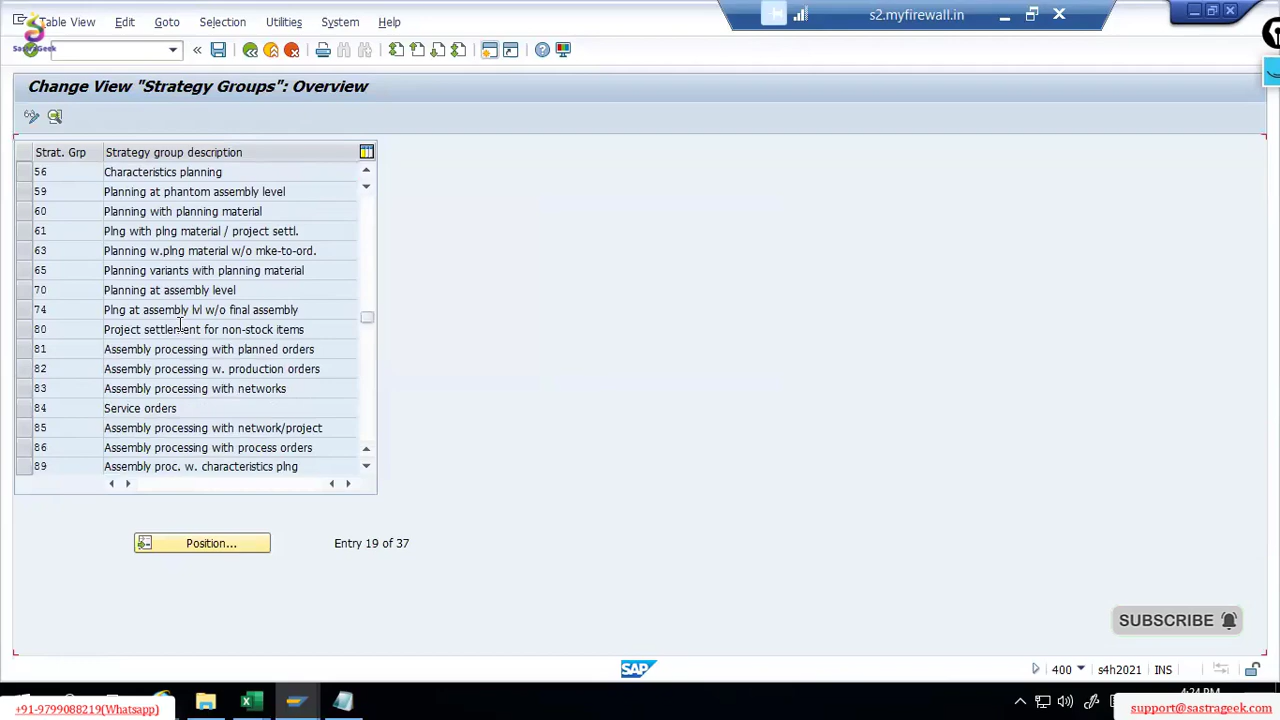 Table View Edit Goto Selection Utilities System Help
s2.myfirewall.in
SastraGeek
Change View "Strategy Groups": Overview
Strat. Grp Strategy group description
56 Characteristics planning
59 Planning at phantom assembly level
60 Planning with planning material
61 Plng with plng material / project settl.
63 Planning w.plng material w/o mke-to-ord.
65 Planning variants with planning material
70 Planning at assembly level
74 Plng at assembly lvl w/o final assembly
80 Project settlement for non-stock items
81 Assembly processing with planned orders
82 Assembly processing w. production orders
83 Assembly processing with networks
84 Service orders
85 Assembly processing with network/project
86 Assembly processing with process orders
89 Assembly proc. w. characteristics plng
Position... Entry 19 of 37
SUBSCRIBE
SAP 400 s4h2021 INS
4:24 PM
+91-9799088219(Whatsapp) support@sastrageek.com